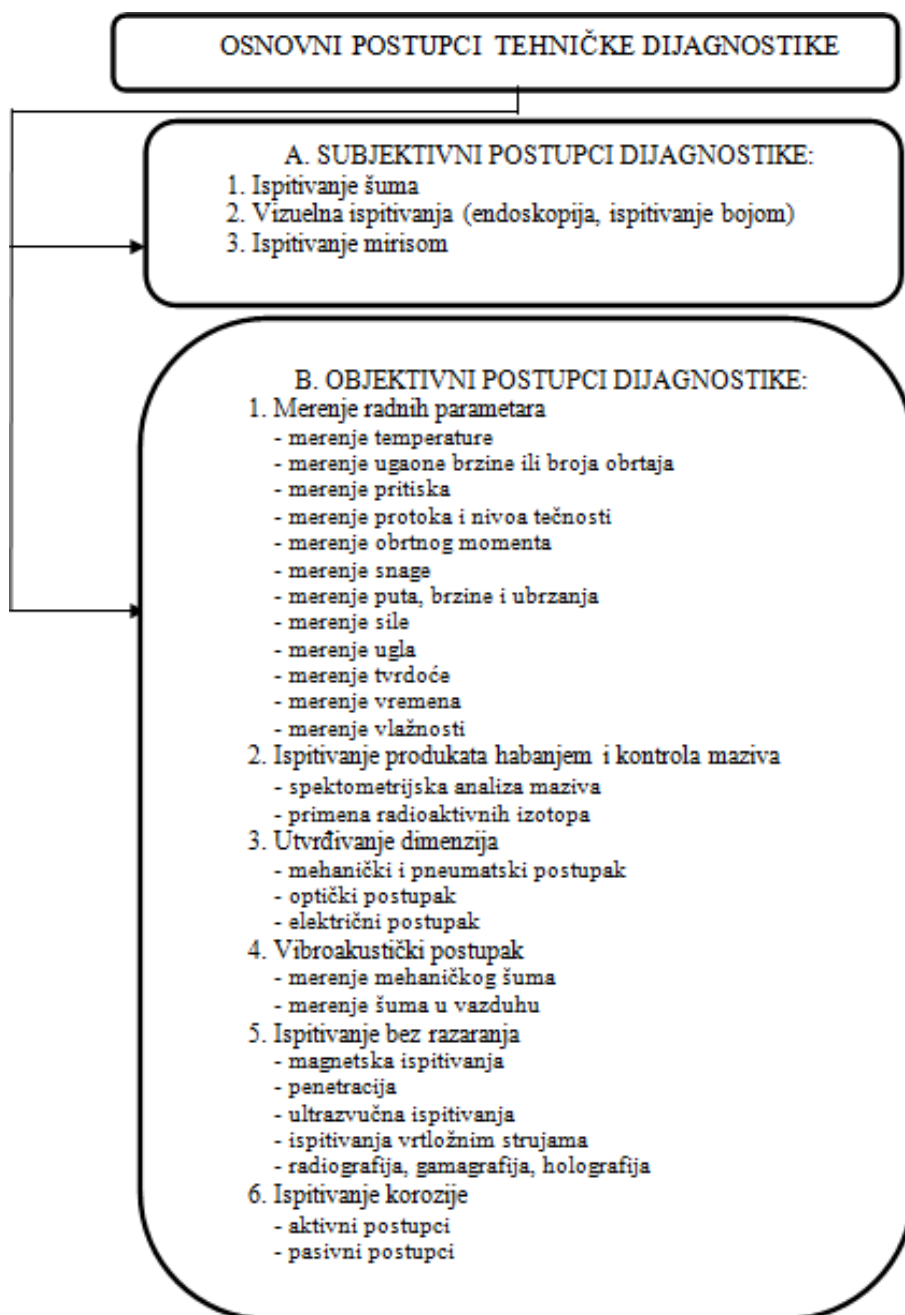 OSNOVNI POSTUPCI TEHNIČKE DIJAGNOSTIKE
A. SUBJEKTIVNI POSTUPCI DIJAGNOSTIKE:
1. Ispitivanje šuma
2. Vizuelna ispitivanja (endoskopija, ispitivanje bojom)
3. Ispitivanje mirisom
B. OBJEKTIVNI POSTUPCI DIJAGNOSTIKE:
1. Merenje radnih parametara
- merenje temperature
- merenje ugaone brzine ili broja obrtaja
- merenje pritiska
- merenje protoka i nivoa tečnosti
- merenje obrtnog momenta
- merenje snage
- merenje puta, brzine i ubrzanja
- merenje sile
- merenje ugla
- merenje tvrdoće
- merenje vremena
- merenje vlažnosti
2. Ispitivanje produkata habanjem i kontrola maziva
- spektometrijska analiza maziva
- primena radioaktivnih izotopa
3. Utvrđivanje dimenzija
- mehanički i pneumatski postupak
- optički postupak
- električni postupak
4. Vibroakustički postupak
- merenje mehaničkog šuma
- merenje šuma u vazduhu
5. Ispitivanje bez razaranja
- magnetska ispitivanja
- penetracija
- ultrazvučna ispitivanja
- ispitivanja vrtložnim strujama
- radiografija, gamagrafija, holografija
6. Ispitivanje korozije
- aktivni postupci
- pasivni postupci